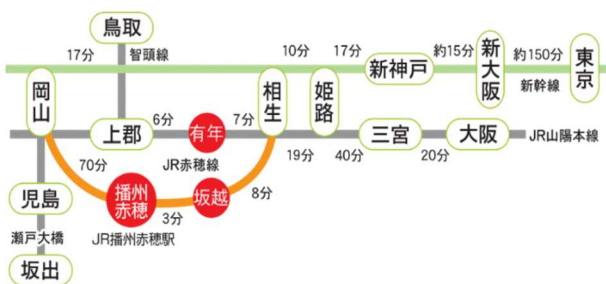 鳥取
17分
智頭線
10分
17分
新神戸
約15分
新大阪
約150分
新幹線
東京
岡山
上郡
6分
有年
7分
相生
姫路
19分
40分
三宮
20分
大阪
JR山陽本線
JR赤穂線
70分
播州
赤穂
3分
坂越
8分
JR播州赤穂駅
児島
瀬戸大橋
坂出